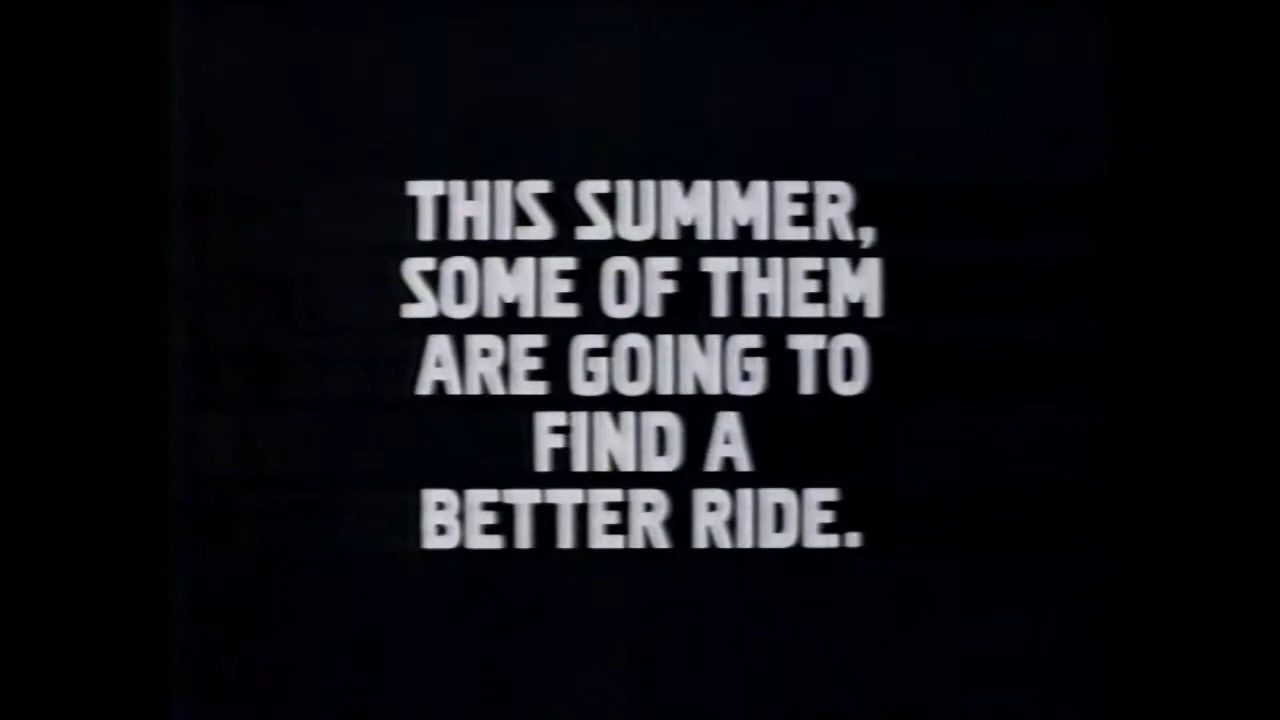 THIS SUMMER,
SOME OF THEM
ARE GOING TO
FIND A
BETTER RIDE.